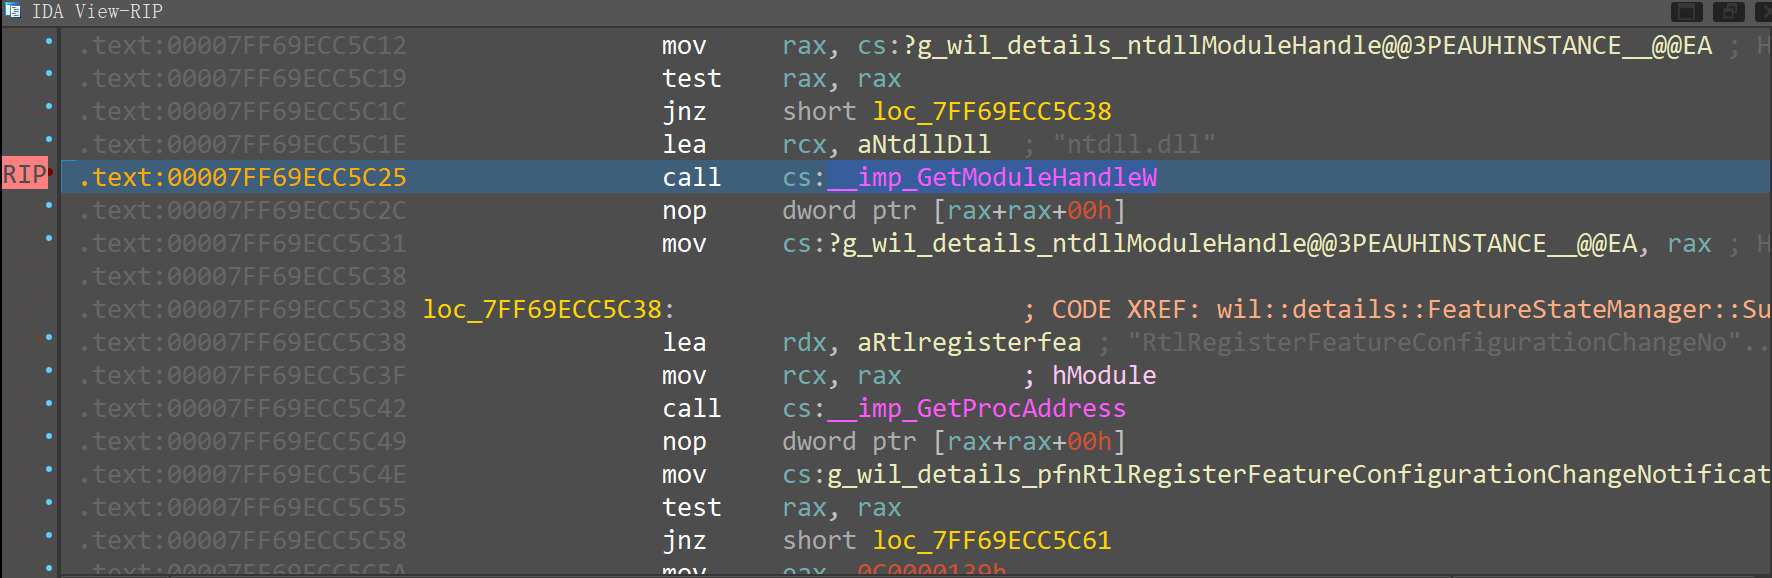 IDA View-RIP
.text:00007FF69ECC5C12 mov rax, cs:?g_wil_details_ntdllModuleHandle@@3PEAUHINSTANCE__@@EA ; H
.text:00007FF69ECC5C19 test rax, rax
.text:00007FF69ECC5C1C jnz short loc_7FF69ECC5C38
.text:00007FF69ECC5C1E lea rcx, aNtdllDll ; "ntdll.dll"
RIP .text:00007FF69ECC5C25 call cs:__imp_GetModuleHandleW
.text:00007FF69ECC5C2C nop dword ptr [rax+rax+00h]
.text:00007FF69ECC5C31 mov cs:?g_wil_details_ntdllModuleHandle@@3PEAUHINSTANCE__@@EA, rax ; H
.text:00007FF69ECC5C38
.text:00007FF69ECC5C38 loc_7FF69ECC5C38: ; CODE XREF: wil::details::FeatureStateManager::Su
.text:00007FF69ECC5C38 lea rdx, aRtlregisterfea ; "RtlRegisterFeatureConfigurationChangeNo"..
.text:00007FF69ECC5C3F mov rcx, rax ; hModule
.text:00007FF69ECC5C42 call cs:__imp_GetProcAddress
.text:00007FF69ECC5C49 nop dword ptr [rax+rax+00h]
.text:00007FF69ECC5C4E mov cs:g_wil_details_pfnRtlRegisterFeatureConfigurationChangeNotificat
.text:00007FF69ECC5C55 test rax, rax
.text:00007FF69ECC5C58 jnz short loc_7FF69ECC5C61
.text:00007FF69ECC5C5A mov eax, 0C0000139h